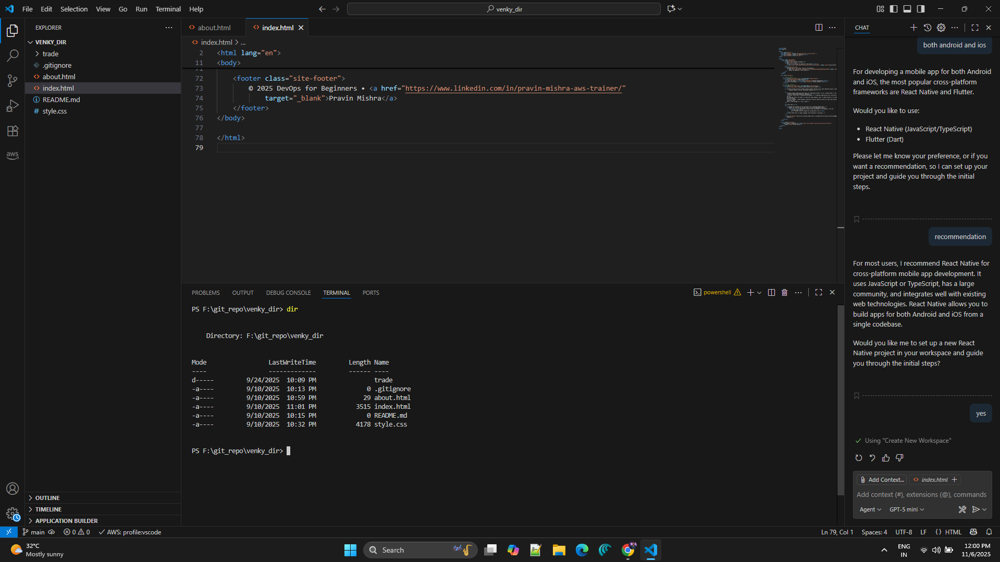 File Edit Selection View Go Run Terminal Help
venky_dir
EXPLORER
VENKY_DIR
trade
.gitignore
about.html
index.html
README.md
style.css
aws
OUTLINE
TIMELINE
APPLICATION BUILDER
about.html
index.html
index.html > ...
2 <html lang="en">
11 <body>
71
72 <footer class="site-footer">
73 © 2025 DevOps for Beginners • <a href="https://www.linkedin.com/in/pravin-mishra-aws-trainer/"
74 target="_blank">Pravin Mishra</a>
75 </footer>
76 </body>
77
78 </html>
79
PROBLEMS OUTPUT DEBUG CONSOLE TERMINAL PORTS
powershell
PS F:\git_repo\venky_dir> dir
Directory: F:\git_repo\venky_dir
Mode LastWriteTime Length Name
---- ------------- ------ ----
d----- 9/24/2025 10:09 PM trade
-a---- 9/10/2025 10:13 PM 0 .gitignore
-a---- 9/10/2025 10:59 PM 29 about.html
-a---- 9/10/2025 11:01 PM 3515 index.html
-a---- 9/10/2025 10:15 PM 0 README.md
-a---- 9/10/2025 10:32 PM 4178 style.css
PS F:\git_repo\venky_dir>
CHAT
both android and ios
For developing a mobile app for both Android
and iOS, the most popular cross-platform
frameworks are React Native and Flutter.
Would you like to use:
• React Native (JavaScript/TypeScript)
• Flutter (Dart)
Please let me know your preference, or if you
want a recommendation, so I can set up your
project and guide you through the initial
steps.
recommendation
For most users, I recommend React Native for
cross-platform mobile app development. It
uses JavaScript or TypeScript, has a large
community, and integrates well with existing
web technologies. React Native allows you to
build apps for both Android and iOS from a
single codebase.
Would you like me to set up a new React
Native project in your workspace and guide
you through the initial steps?
yes
Using "Create New Workspace"
Add Context... index.html
Add context (#), extensions (@), commands
Agent GPT-5 mini
main 0 0 AWS: profile:vscode
Ln 79, Col 1 Spaces: 4 UTF-8 LF {} HTML
32°C
Mostly sunny
Search
ENG
IN
12:00 PM
11/6/2025